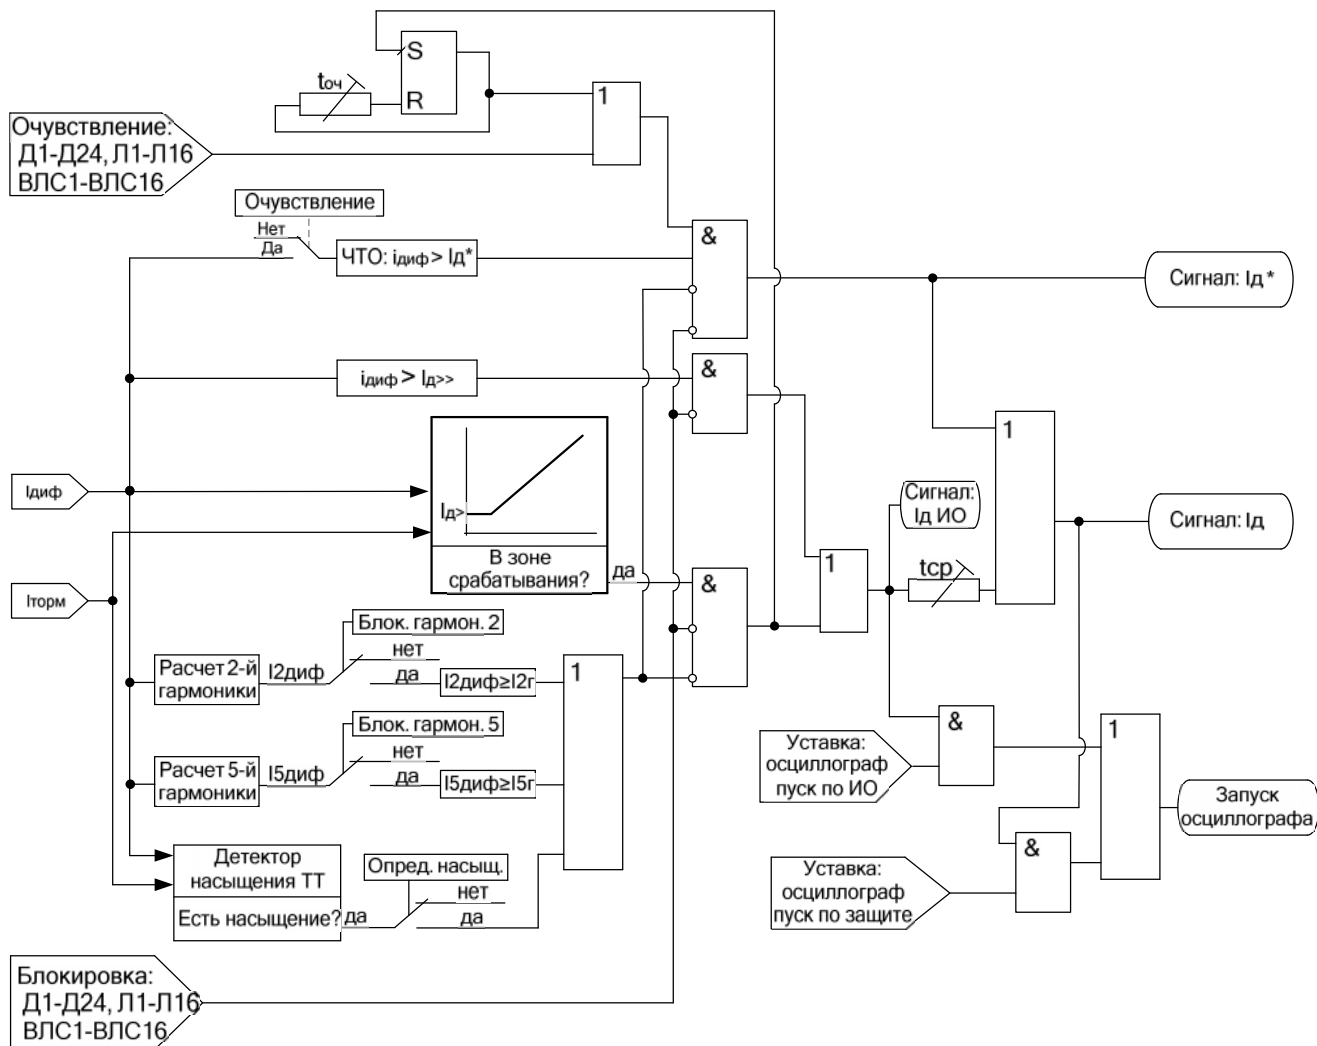 S
tоч
R
1
Очувствление:
Д1-Д24, Л1-Л16
ВЛС1-ВЛС16
Очувствление
Нет
Да
ЧТО: iдиф> Iд*
&
Сигнал: Iд *
iдиф > Iд>>
&
1
Iдиф
Iд>
Сигнал:
Iд ИО
Сигнал: Iд
В зоне
срабатывания?
да
&
1
tср
Iторм
Блок. гармон. 2
нет
Расчет 2-й
гармоники
I2диф
да
I2диф≥I2г
1
Блок. гармон. 5
нет
Расчет 5-й
гармоники
I5диф
да
I5диф≥I5г
&
1
Уставка:
осциллограф
пуск по ИО
Запуск
осциллографа
Детектор
насыщения ТТ
Есть насыщение?
да
Опред. насыщ.
нет
да
&
Уставка:
осциллограф
пуск по защите
Блокировка:
Д1-Д24, Л1-Л16
ВЛС1-ВЛС16